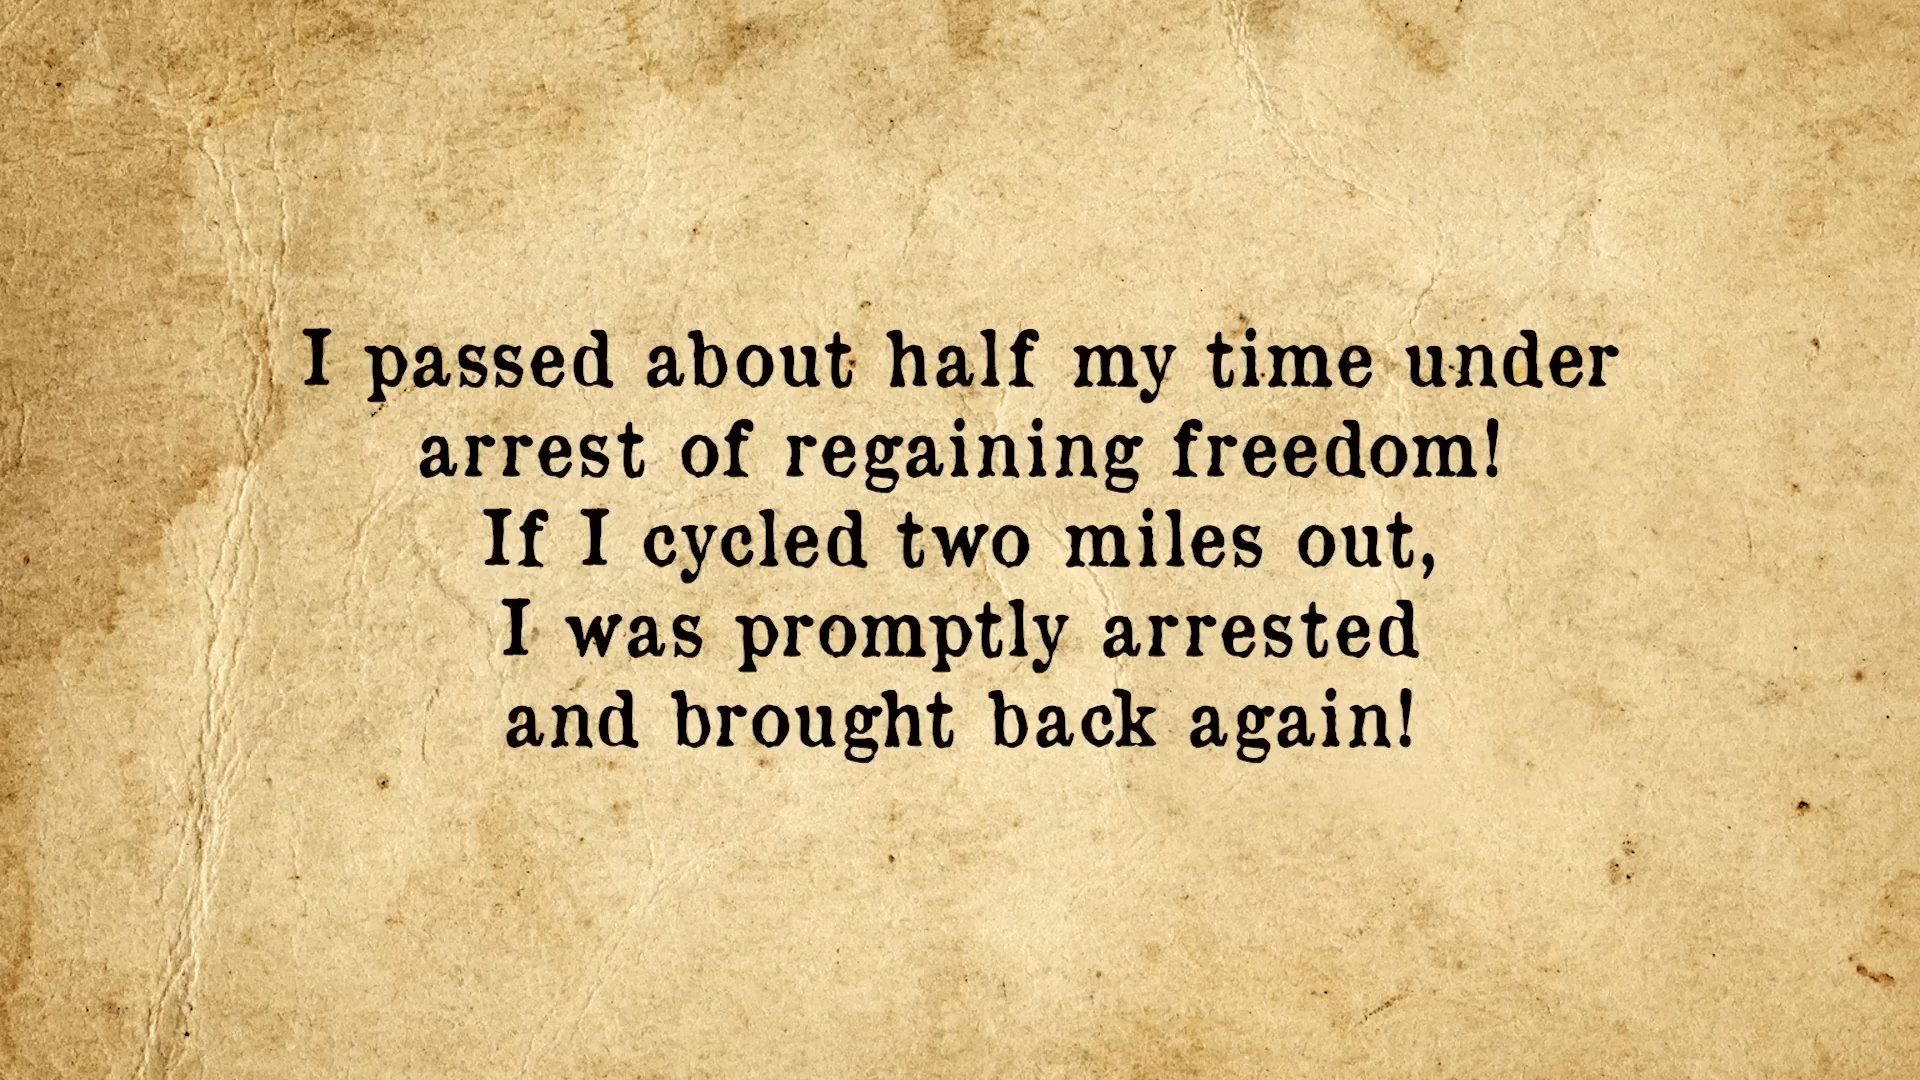 I passed about half my time under
arrest of regaining freedom!
If I cycled two miles out,
I was promptly arrested
and brought back again!